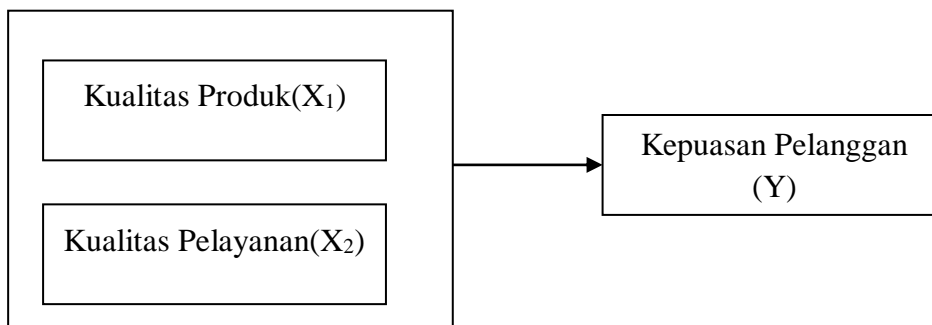 Kualitas Produk(X₁)
Kualitas Pelayanan(X₂)
Kepuasan Pelanggan
(Y)